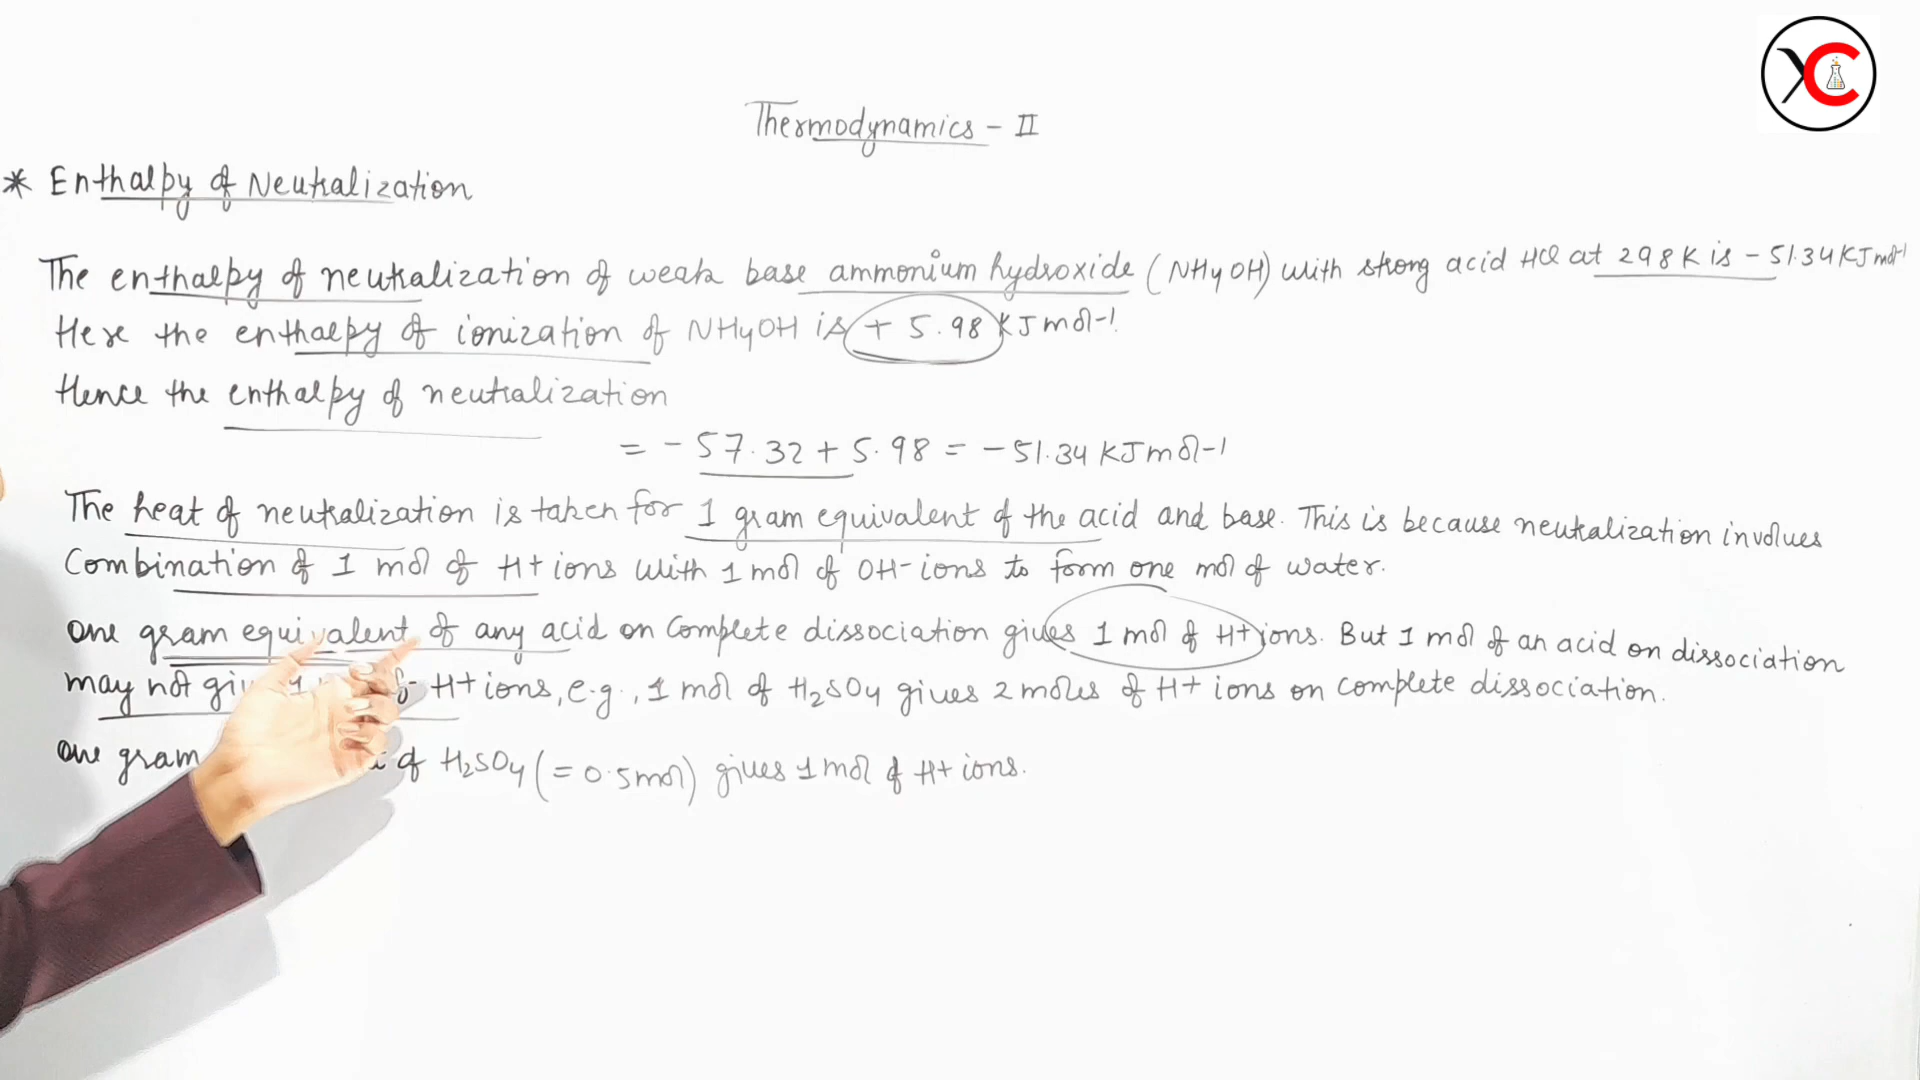 Thermodynamics - II
* Enthalpy of Neutralization
The enthalpy of neutralization of weak base ammonium hydroxide (NH4OH) with strong acid HCl at 298K is - 51.34 KJ mol-1
Here the enthalpy of ionization of NH4OH is + 5.98 KJ mol-1.
Hence the enthalpy of neutralization
= - 57.32 + 5.98 = - 51.34 KJ mol-1
The heat of neutralization is taken for 1 gram equivalent of the acid and base. This is because neutralization involves
Combination of 1 mol of H+ ions with 1 mol of OH- ions to form one mol of water.
One gram equivalent of any acid on complete dissociation gives 1 mol of H+ ions. But 1 mol of an acid on dissociation
may not H+ ions, e.g., 1 mol of H2SO4 gives 2 moles of H+ ions on complete dissociation.
One gram of H2SO4 (= 0.5 mol) gives 1 mol of H+ ions.